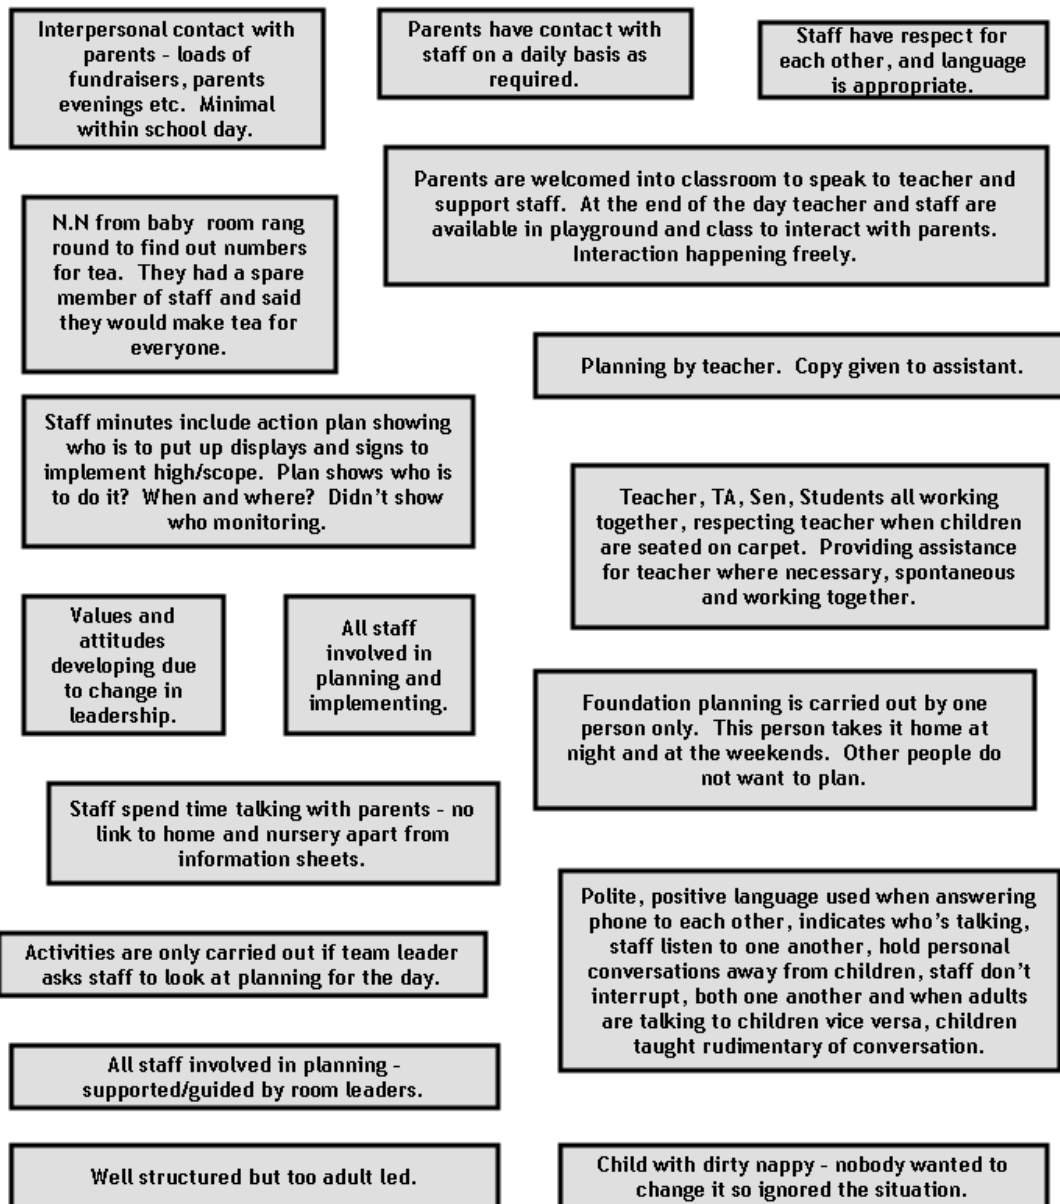 Interpersonal contact with
parents - loads of
fundraisers, parents
evenings etc. Minimal
within school day.
Parents have contact with
staff on a daily basis as
required.
Staff have respect for
each other, and language
is appropriate.
Parents are welcomed into classroom to speak to teacher and
support staff. At the end of the day teacher and staff are
available in playground and class to interact with parents.
Interaction happening freely.
N.N from baby room rang
round to find out numbers
for tea. They had a spare
member of staff and said
they would make tea for
everyone.
Planning by teacher. Copy given to assistant.
Staff minutes include action plan showing
who is to put up displays and signs to
implement high/scope. Plan shows who is
to do it? When and where? Didn't show
who monitoring.
Teacher, TA, Sen, Students all working
together, respecting teacher when children
are seated on carpet. Providing assistance
for teacher where necessary, spontaneous
and working together.
Values and
attitudes
developing due
to change in
leadership.
All staff
involved in
planning and
implementing.
Foundation planning is carried out by one
person only. This person takes it home at
night and at the weekends. Other people do
not want to plan.
Staff spend time talking with parents - no
link to home and nursery apart from
information sheets.
Polite, positive language used when answering
phone to each other, indicates who's talking,
staff listen to one another, hold personal
conversations away from children, staff don't
interrupt, both one another and when adults
are talking to children vice versa, children
taught rudimentary of conversation.
Activities are only carried out if team leader
asks staff to look at planning for the day.
All staff involved in planning -
supported/guided by room leaders.
Well structured but too adult led.
Child with dirty nappy - nobody wanted to
change it so ignored the situation.